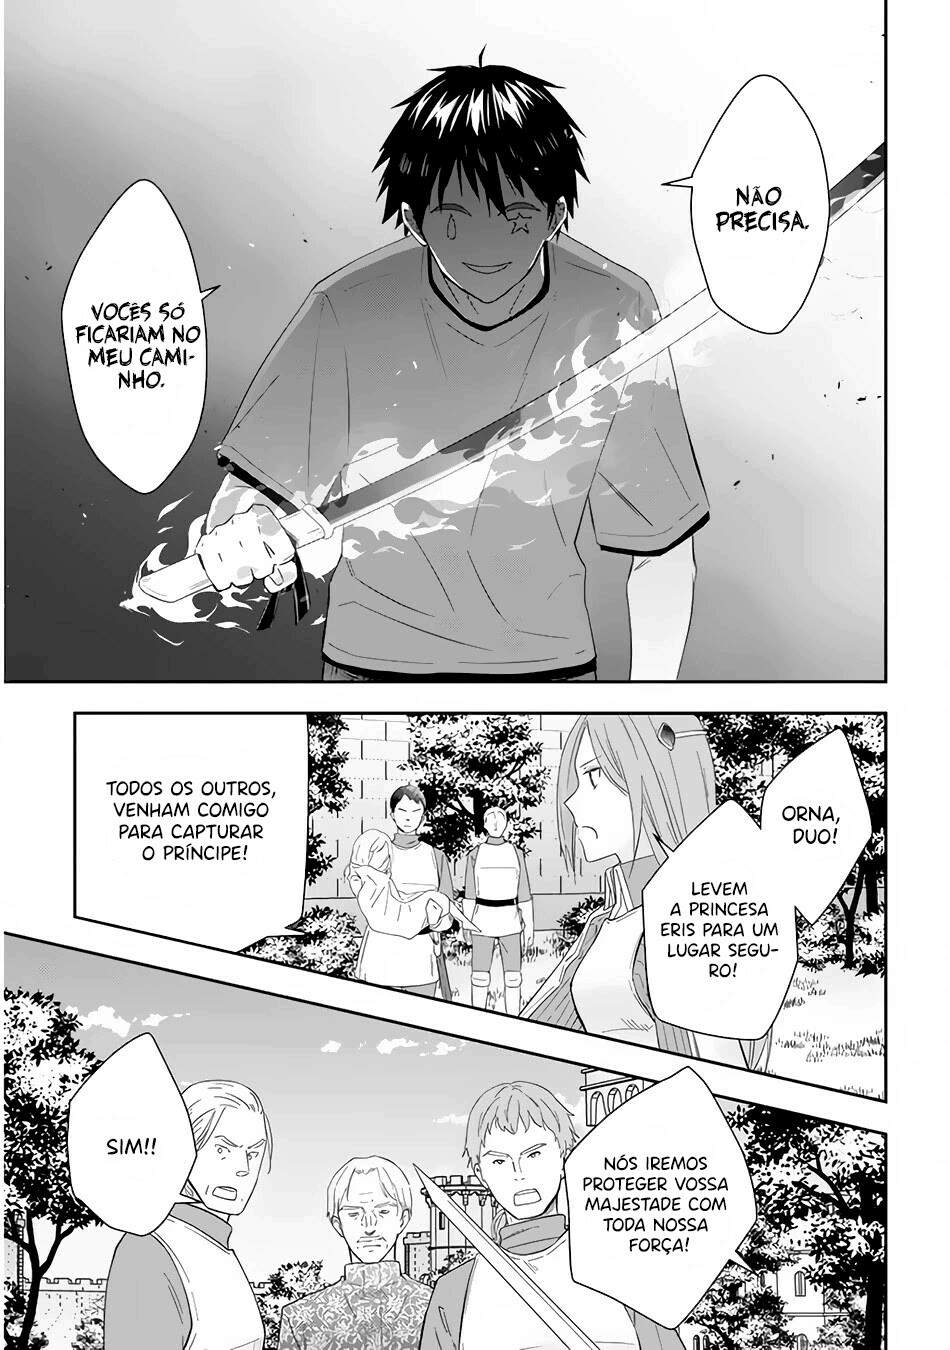 NÃO
PRECISA.
VOCÊS SÓ
FICARIAM NO
MEU CAMI-
NHO.
ORNA,
DUO!
LEVEM
A PRINCESA
ERIS PARA UM
LUGAR SEGU-
RO!
TODOS OS OUTROS,
VENHAM COMIGO
PARA CAPTURAR
O PRÍNCIPE!
NÓS IREMOS
PROTEGER VOSSA
MAJESTADE COM
TODA NOSSA
FORÇA!
SIM!!